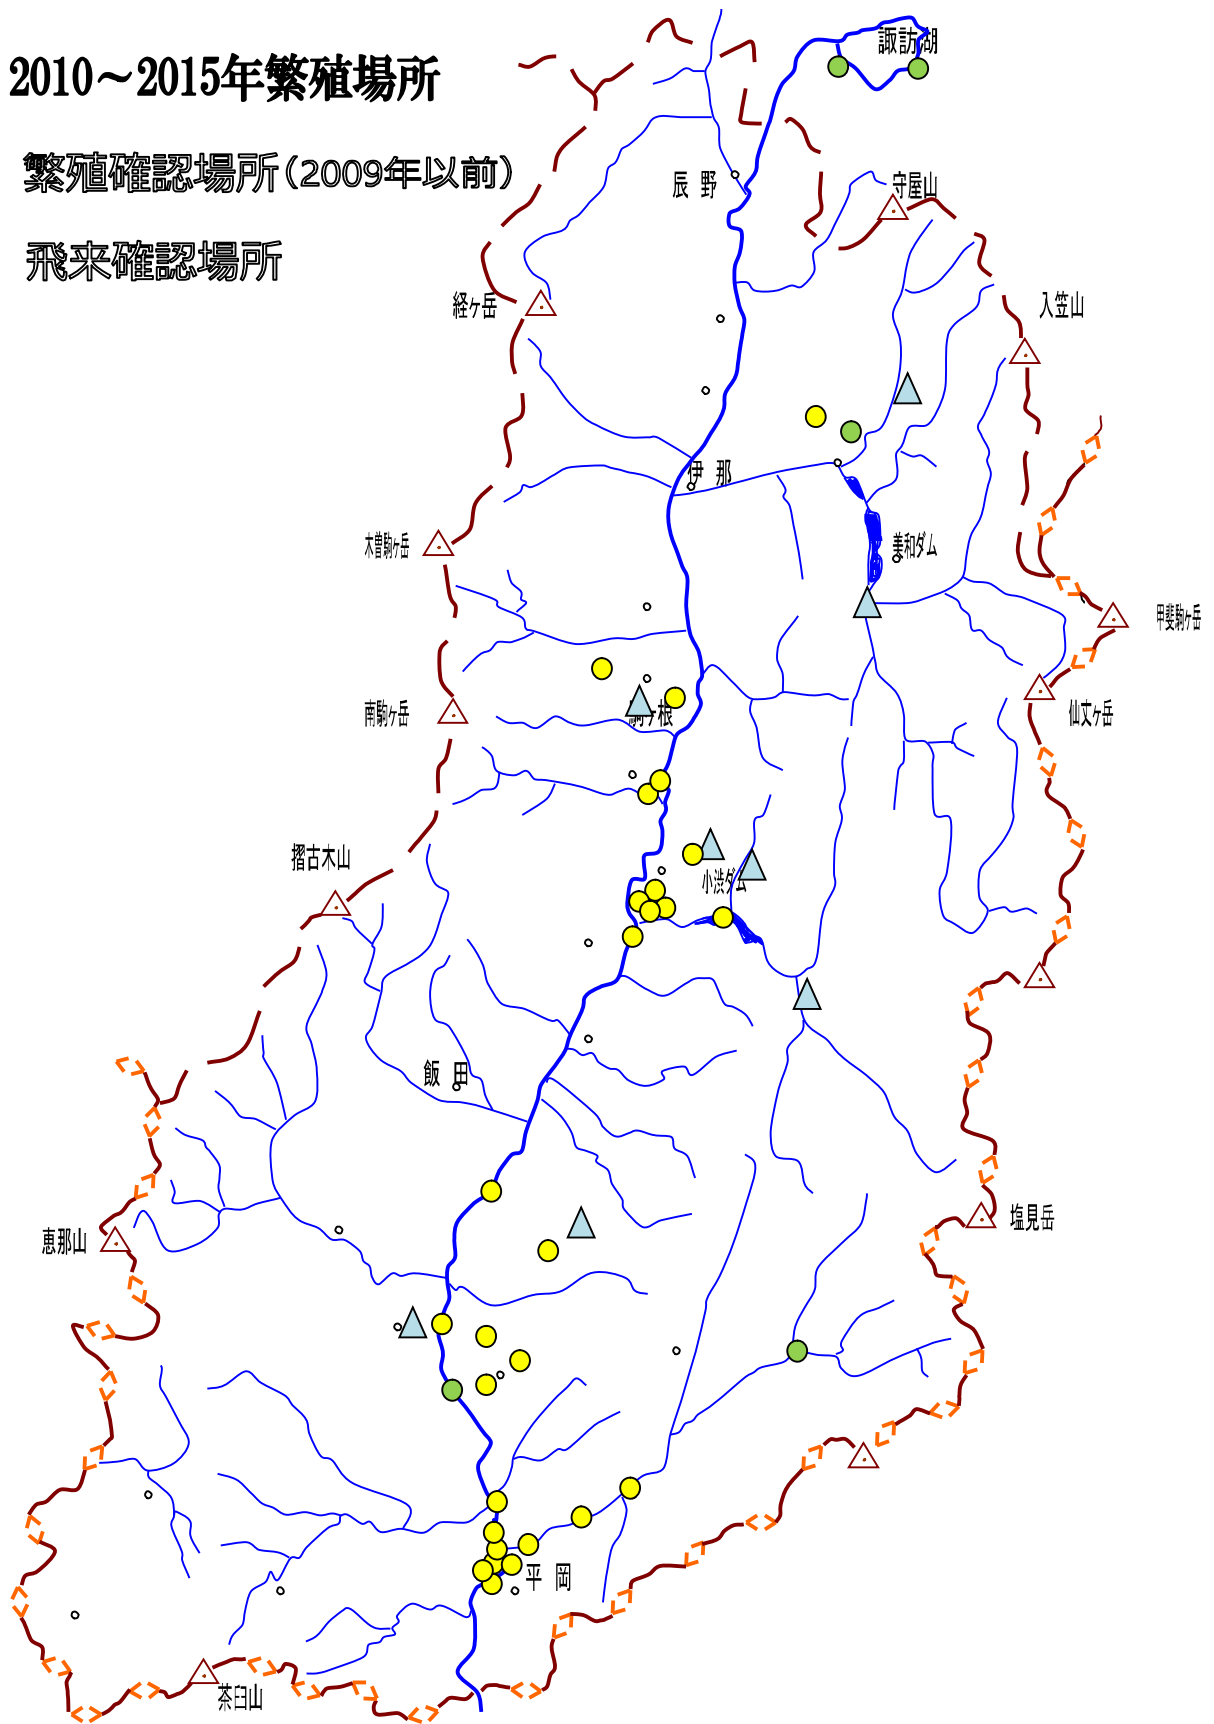 2010～2015年繁殖場所
諏訪湖
繁殖確認場所（2009年以前）
辰野
守屋山
飛来確認場所
経ヶ岳
入笠山
伊那
木曽駒ヶ岳
美和ダム
甲斐駒ヶ岳
南駒ヶ岳
駒ヶ根
仙丈ヶ岳
摺古木山
小渋ダム
飯田
恵那山
塩見岳
平岡
茶臼山